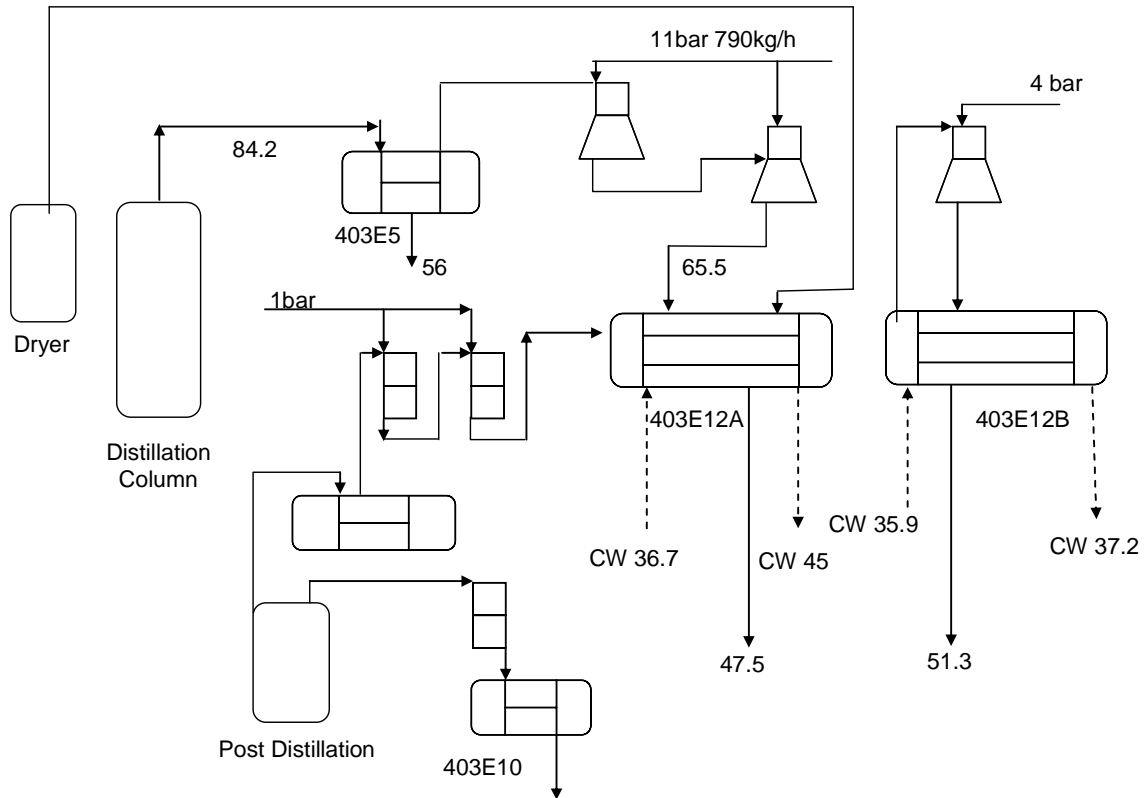 11bar 790kg/h
4 bar
84.2
403E5
56
65.5
1bar
Dryer
403E12A
403E12B
Distillation
Column
CW 36.7
CW 45
CW 35.9
CW 37.2
47.5
51.3
Post Distillation
403E10